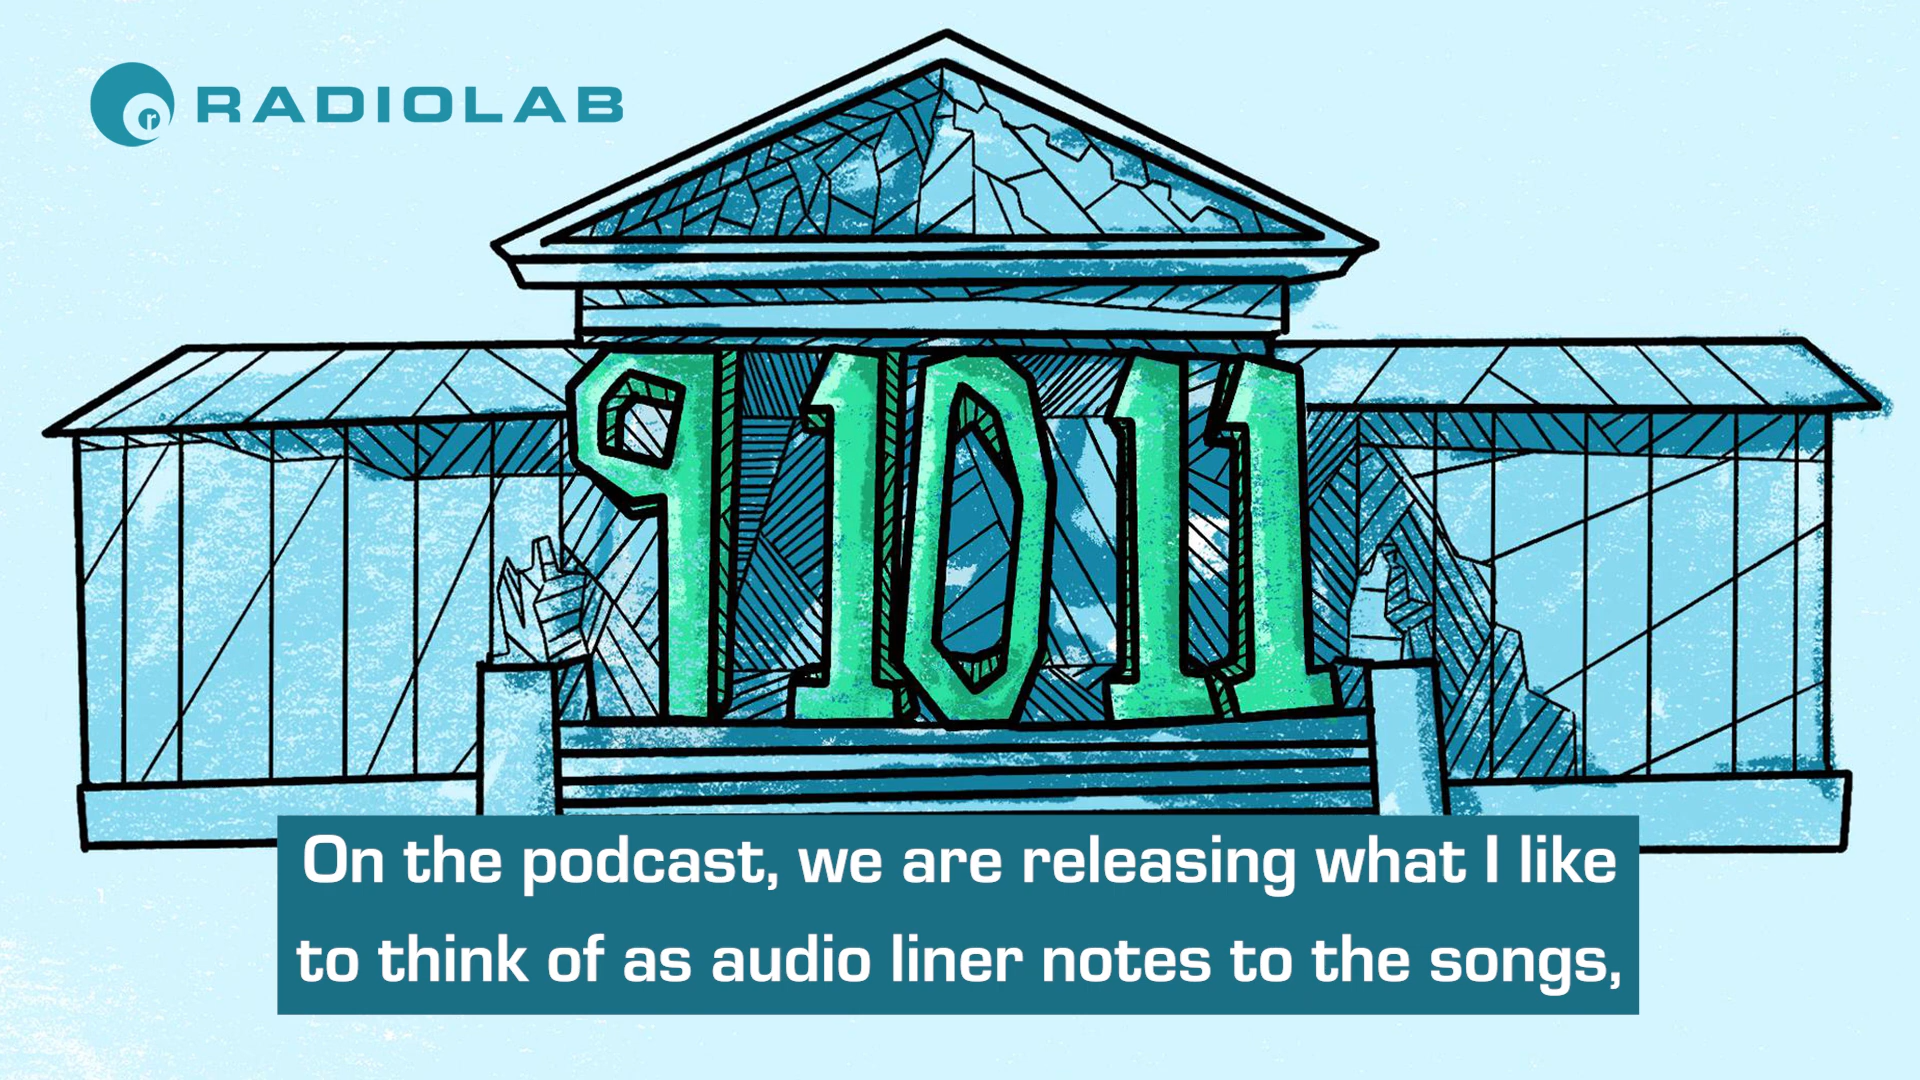 RADIOLAB
9 10 11
On the podcast, we are releasing what I like
to think of as audio liner notes to the songs,